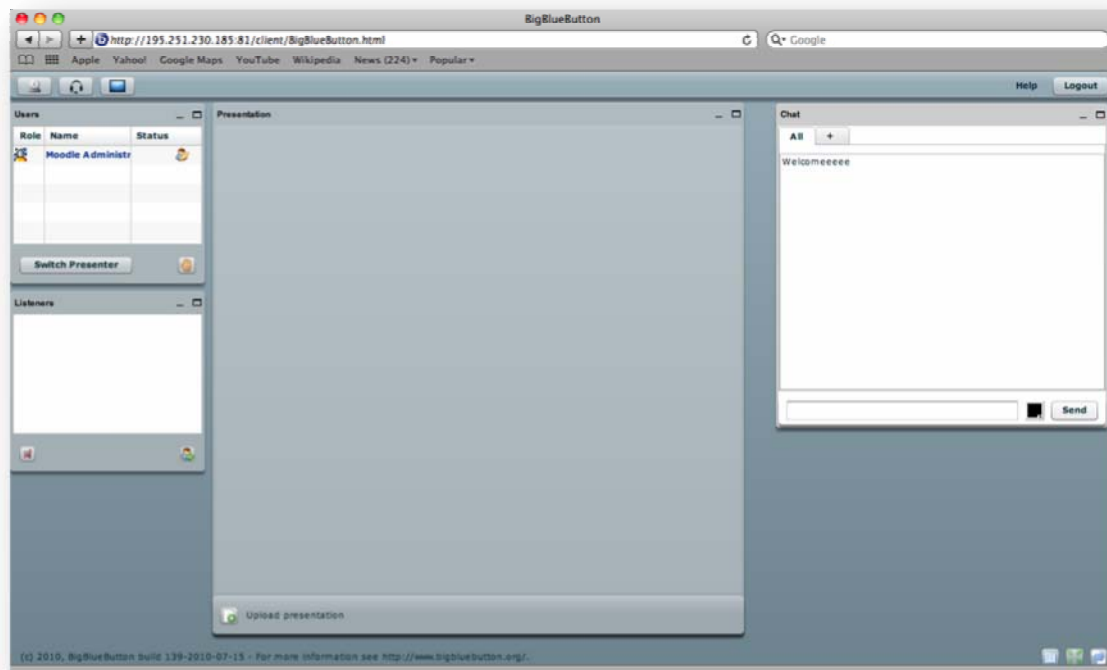 BigBlueButton
http://195.251.230.185:81/client/BigBlueButton.html
Google
Apple Yahoo! Google Maps YouTube Wikipedia News (224) Popular
Help Logout
Users
Role Name Status
Moodle Administr
Switch Presenter
Listeners
Presentation
Upload presentation
Chat
All +
Welcomeeeee
Send
(c) 2010, BigBlueButton build 139-2010-07-15 - For more information see http://www.bigbluebutton.org/.